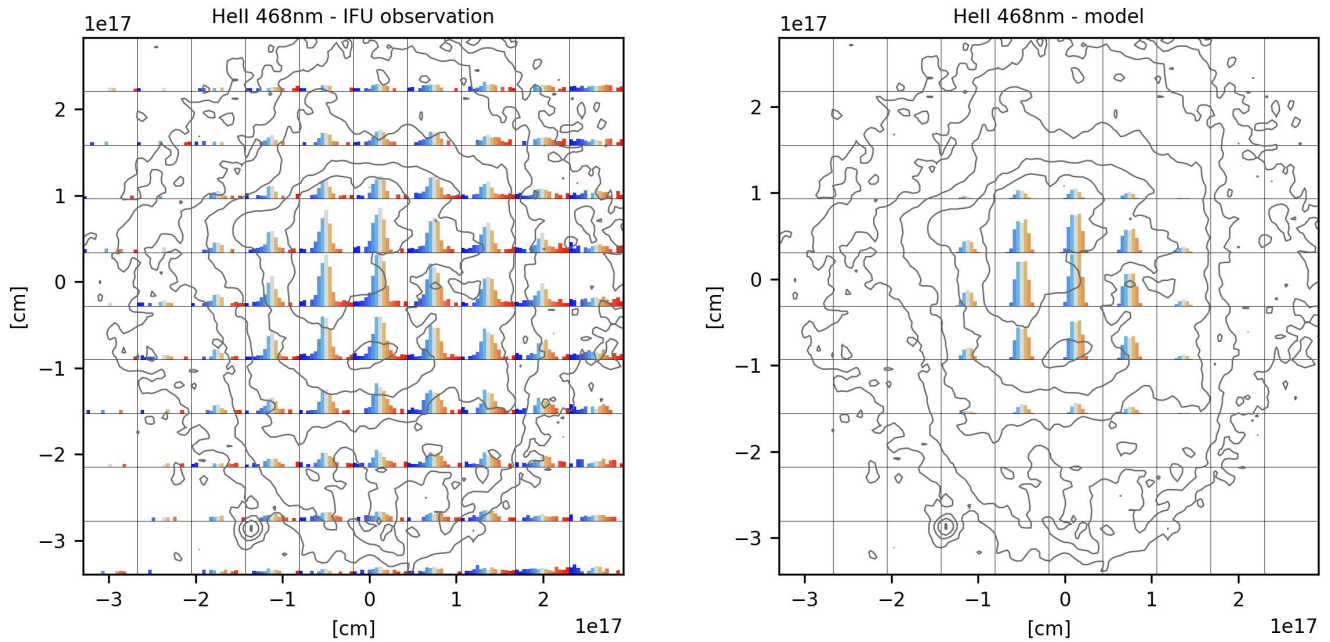 HeII 468nm - IFU observation
1e17
2
1
0
−1
−2
−3
[cm]
−3 −2 −1 0 1 2
[cm]
1e17
HeII 468nm - model
1e17
2
1
0
−1
−2
−3
[cm]
−3 −2 −1 0 1 2
[cm]
1e17